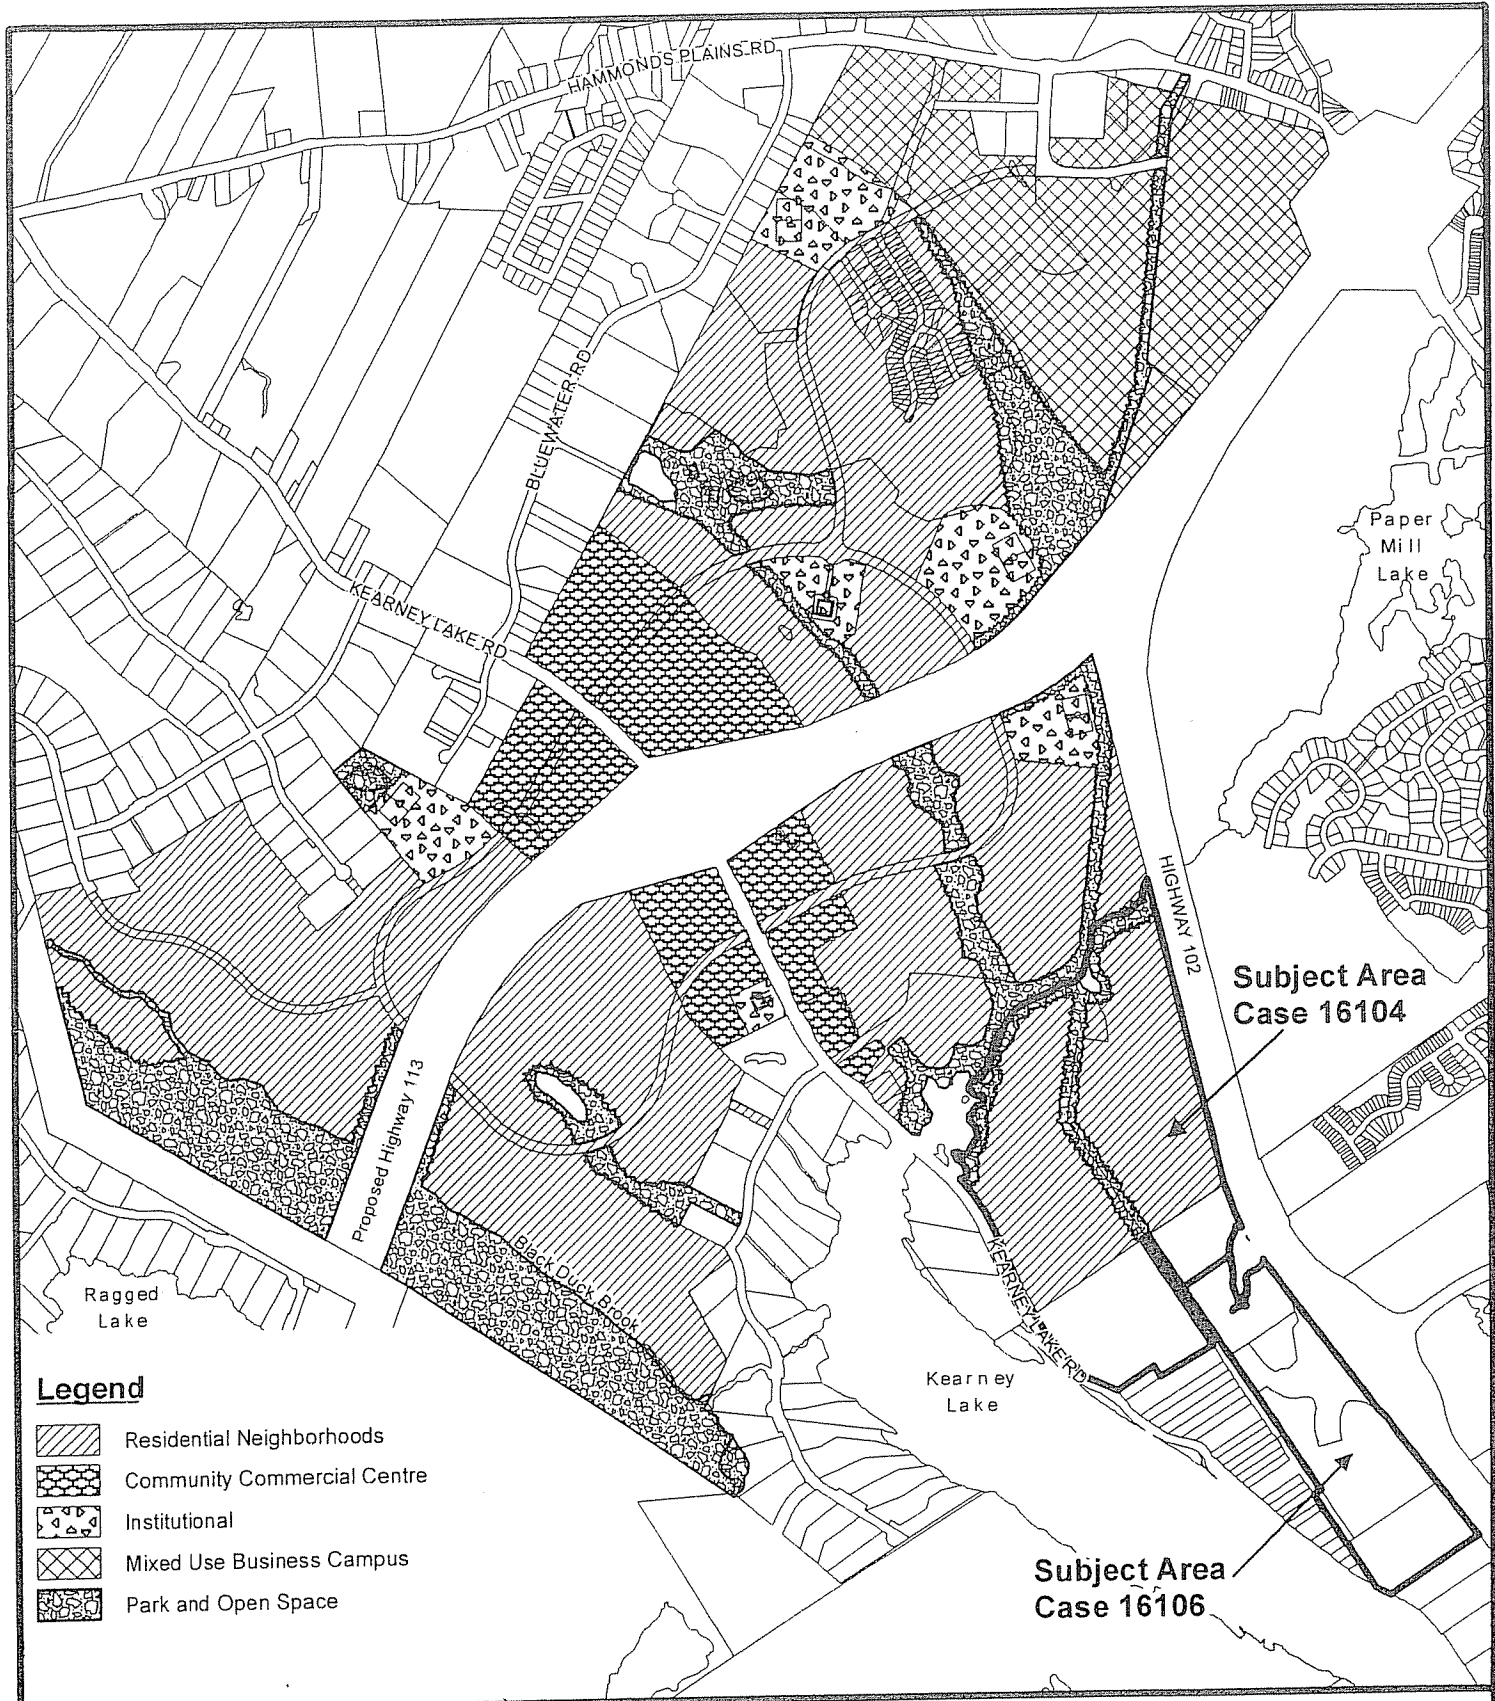 HAMMONDS PLAINS RD
BLUEWATER RD
KEARNEY LAKE RD
Paper
Mill
Lake
HIGHWAY 102
Subject Area
Case 16104
Proposed Highway 113
Black Duck Brook
KEARNEY LAKE RD
Ragged
Lake
Kearney
Lake
Legend
Residential Neighborhoods
Community Commercial Centre
Institutional
Mixed Use Business Campus
Park and Open Space
Subject Area
Case 16106